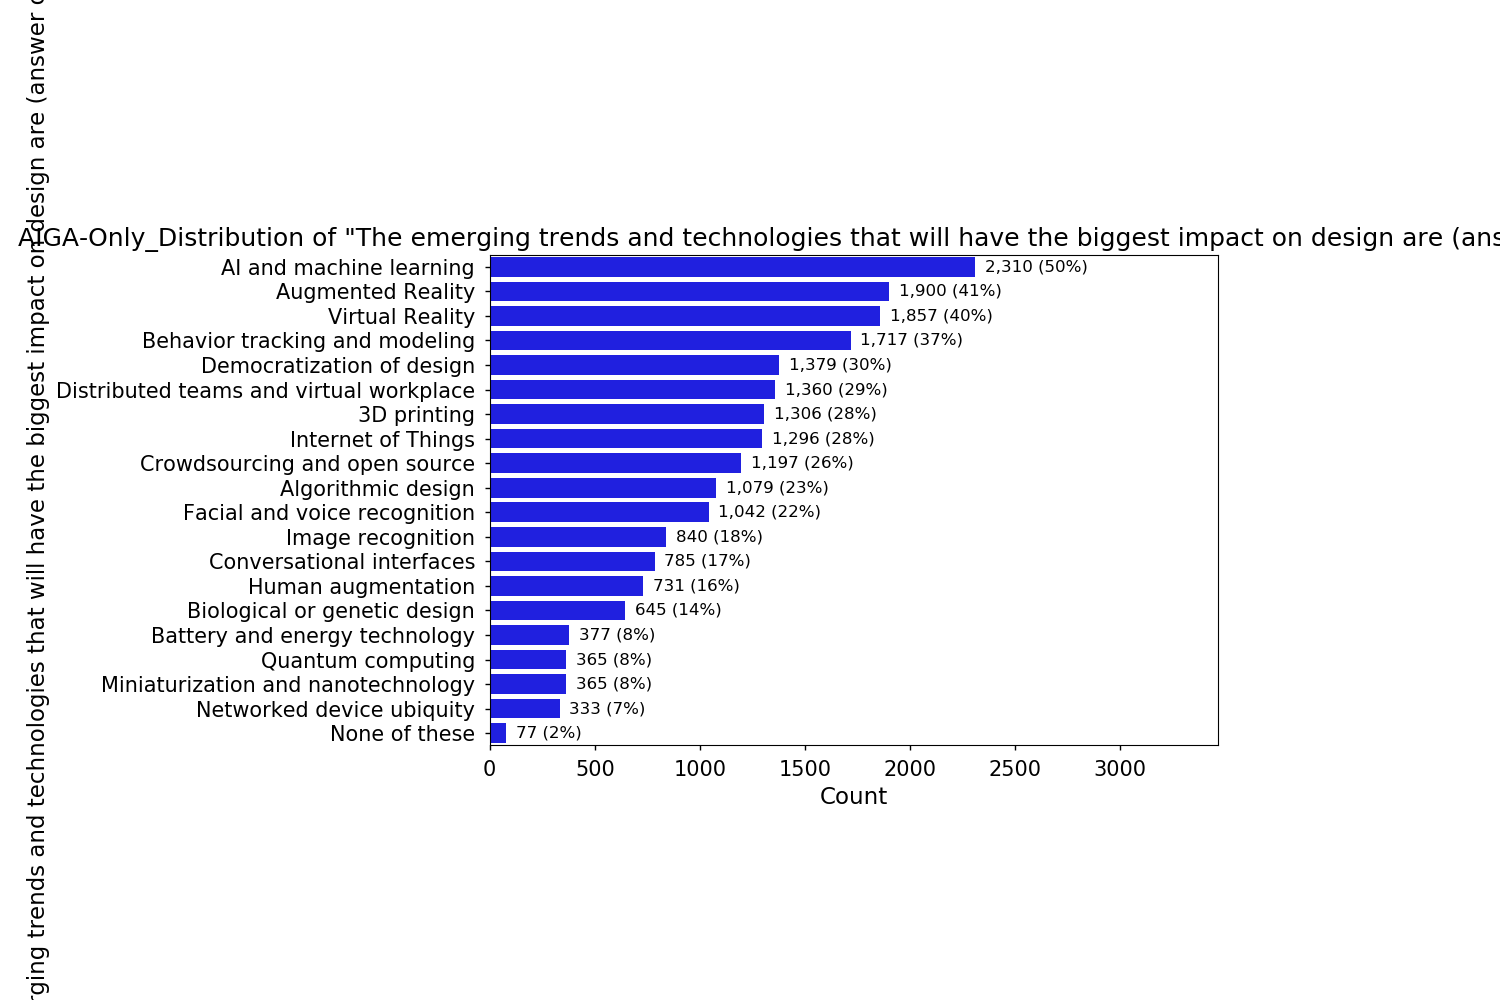 AIGA-Only_Distribution of "The emerging trends and technologies that will have the biggest impact on design are
trends and technologies that will have the biggest impact on design are (answer
AI and machine learning 2,310 (50%)
Augmented Reality 1,900 (41%)
Virtual Reality 1,857 (40%)
Behavior tracking and modeling 1,717 (37%)
Democratization of design 1,379 (30%)
Distributed teams and virtual workplace 1,360 (29%)
3D printing 1,306 (28%)
Internet of Things 1,296 (28%)
Crowdsourcing and open source 1,197 (26%)
Algorithmic design 1,079 (23%)
Facial and voice recognition 1,042 (22%)
Image recognition 840 (18%)
Conversational interfaces 785 (17%)
Human augmentation 731 (16%)
Biological or genetic design 645 (14%)
Battery and energy technology 377 (8%)
Quantum computing 365 (8%)
Miniaturization and nanotechnology 365 (8%)
Networked device ubiquity 333 (7%)
None of these 77 (2%)
0 500 1000 1500 2000 2500 3000
Count